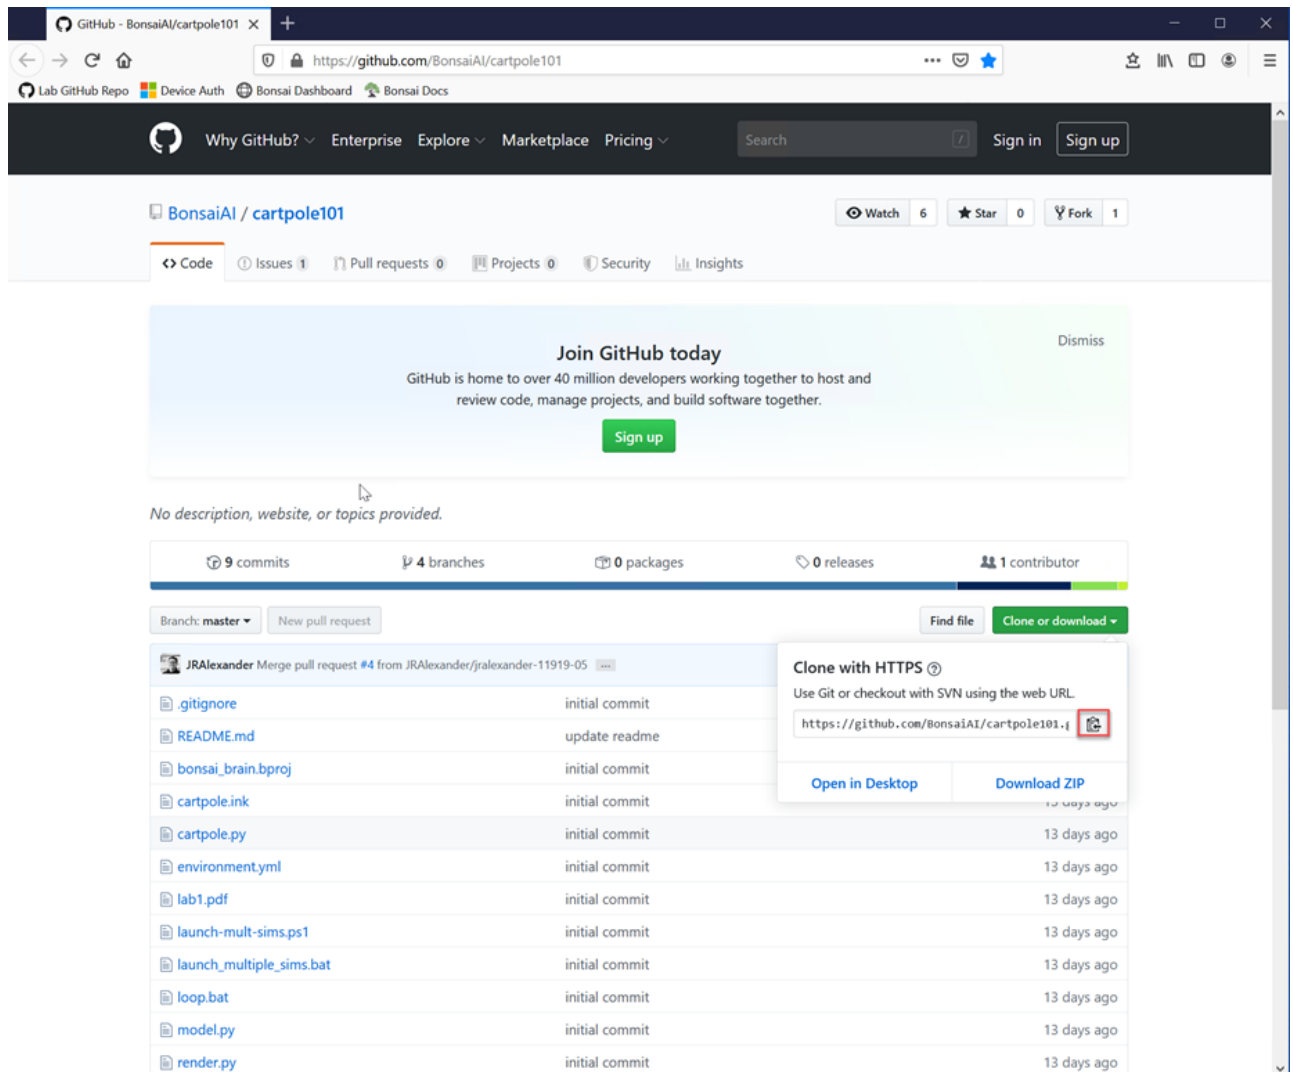 GitHub - BonsaiAI/cartpole101
https://github.com/BonsaiAI/cartpole101
Lab GitHub Repo Device Auth Bonsai Dashboard Bonsai Docs
Why GitHub? Enterprise Explore Marketplace Pricing Search / Sign in Sign up
BonsaiAI / cartpole101
Watch 6 Star 0 Fork 1
Code Issues 1 Pull requests 0 Projects 0 Security Insights
Dismiss
Join GitHub today
GitHub is home to over 40 million developers working together to host and
review code, manage projects, and build software together.
Sign up
No description, website, or topics provided.
9 commits 4 branches 0 packages 0 releases 1 contributor
Branch: master New pull request Find file Clone or download
JRAlexander Merge pull request #4 from JRAlexander/jralexander-11919-05 ...
Clone with HTTPS ?
Use Git or checkout with SVN using the web URL.
https://github.com/BonsaiAI/cartpole101.g
Open in Desktop Download ZIP
.gitignore initial commit
README.md update readme
bonsai_brain.bproj initial commit
cartpole.ink initial commit 13 days ago
cartpole.py initial commit 13 days ago
environment.yml initial commit 13 days ago
lab1.pdf initial commit 13 days ago
launch-mult-sims.ps1 initial commit 13 days ago
launch_multiple_sims.bat initial commit 13 days ago
loop.bat initial commit 13 days ago
model.py initial commit 13 days ago
render.py initial commit 13 days ago